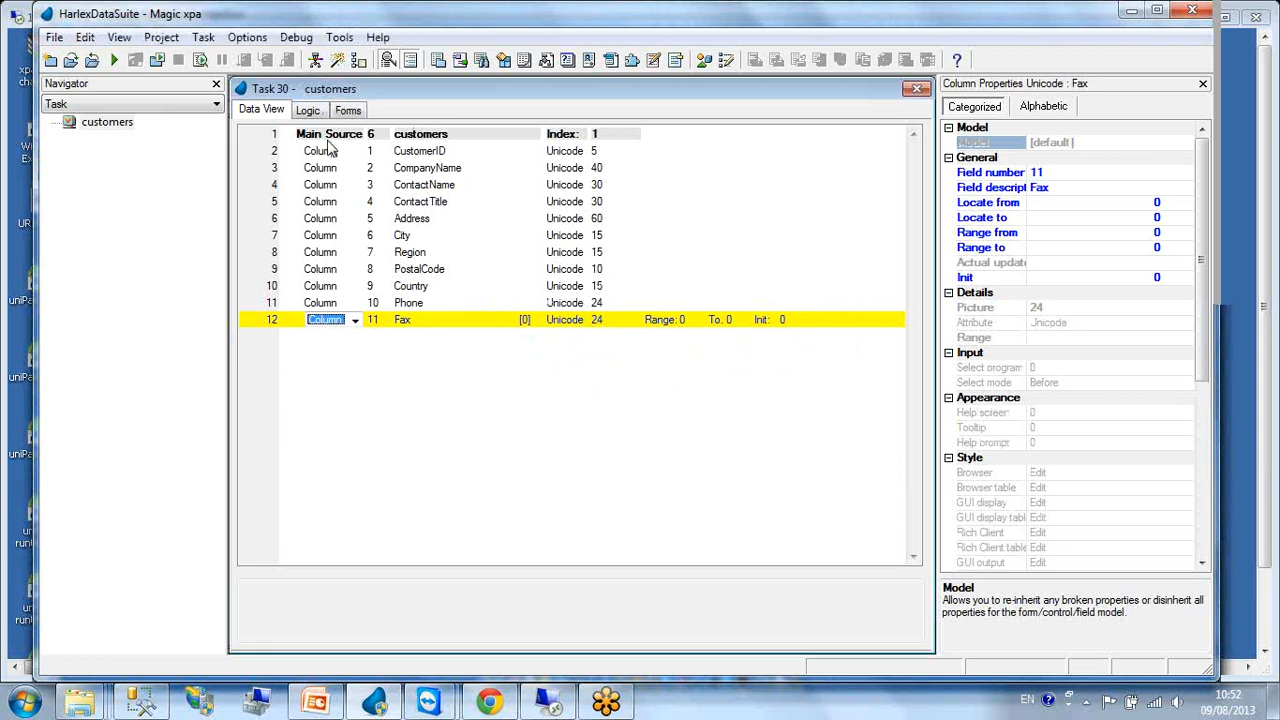 HarlexDataSuite - Magic xpa
File Edit View Project Task Options Debug Tools Help
Navigator
Task
customers
Task 30 - customers
Data View Logic Forms
1 Main Source 6 customers Index: 1
2 Column 1 CustomerID Unicode 5
3 Column 2 CompanyName Unicode 40
4 Column 3 ContactName Unicode 30
5 Column 4 ContactTitle Unicode 30
6 Column 5 Address Unicode 60
7 Column 6 City Unicode 15
8 Column 7 Region Unicode 15
9 Column 8 PostalCode Unicode 10
10 Column 9 Country Unicode 15
11 Column 10 Phone Unicode 24
12 Column 11 Fax [0] Unicode 24 Range: 0 To: 0 Init: 0
Column Properties Unicode : Fax
Categorized Alphabetic
Model
Model [default]
General
Field number 11
Field descript Fax
Locate from 0
Locate to 0
Range from 0
Range to 0
Actual update
Init 0
Details
Picture 24
Attribute Unicode
Range
Input
Select program 0
Select mode Before
Appearance
Help screen 0
Tooltip 0
Help prompt 0
Style
Browser Edit
Browser table Edit
GUI display Edit
GUI display tabl Edit
Rich Client Edit
Rich Client table Edit
GUI output Edit
Model
Allows you to re-inherit any broken properties or disinherit all
properties for the form/control/field model.
EN
10:52
09/08/2013